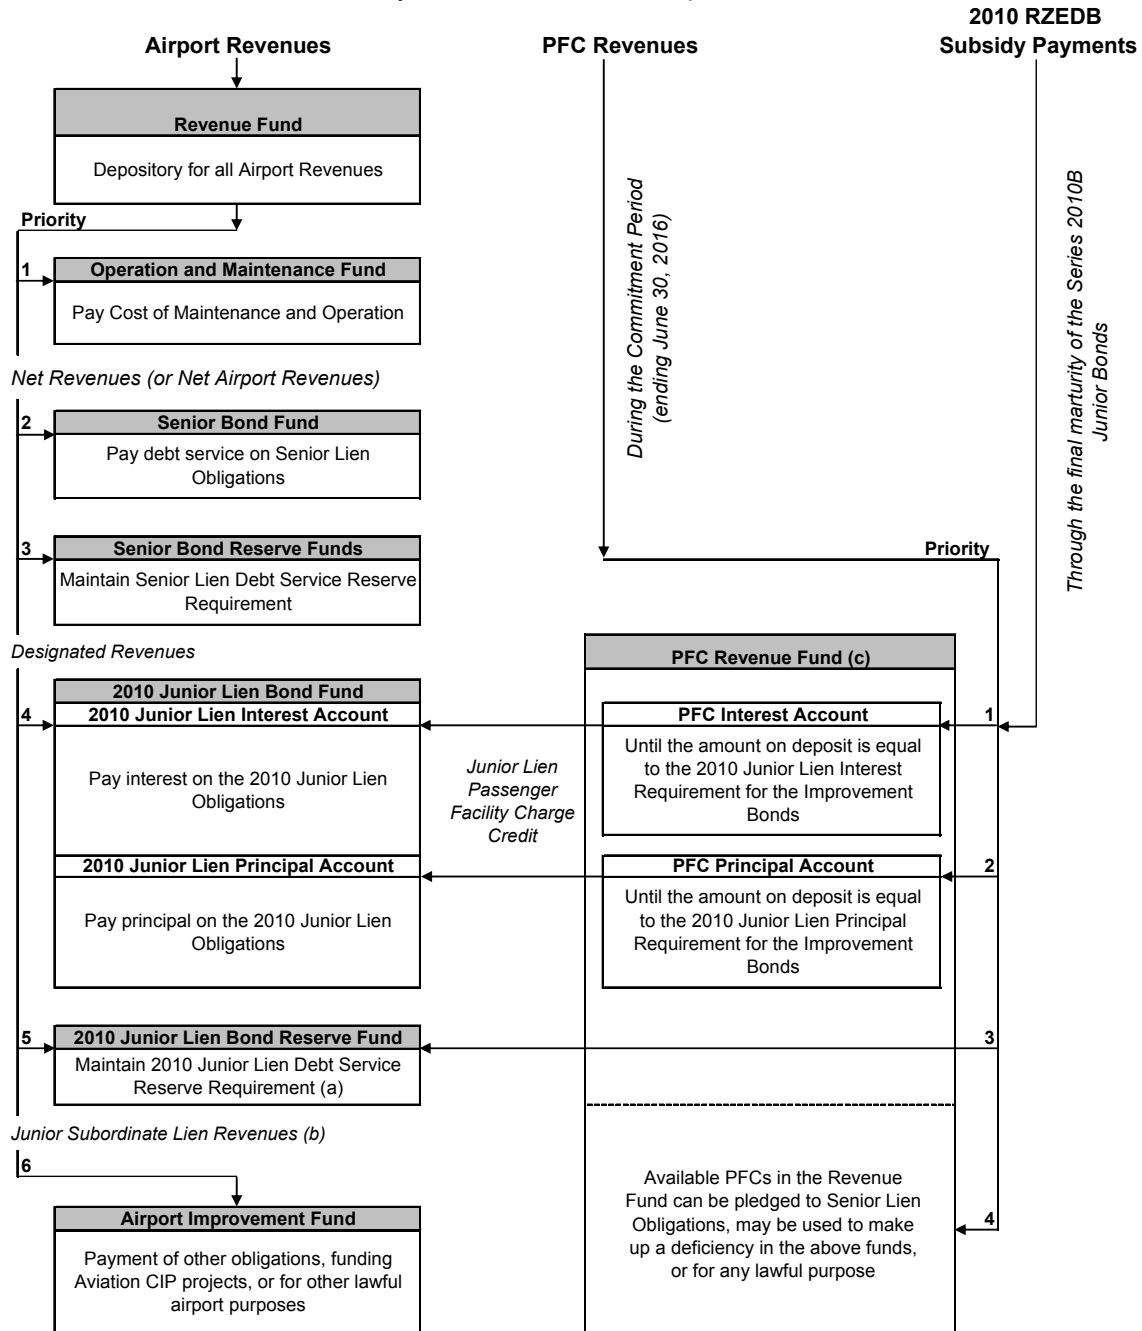 2010 RZEDB
Airport Revenues
PFC Revenues
Subsidy Payments
Revenue Fund
Depository for all Airport Revenues
Priority
1
Operation and Maintenance Fund
Pay Cost of Maintenance and Operation
Net Revenues (or Net Airport Revenues)
2
Senior Bond Fund
Pay debt service on Senior Lien
Obligations
3
Senior Bond Reserve Funds
Maintain Senior Lien Debt Service Reserve
Requirement
Designated Revenues
2010 Junior Lien Bond Fund
4
2010 Junior Lien Interest Account
Pay interest on the 2010 Junior Lien
Obligations
2010 Junior Lien Principal Account
Pay principal on the 2010 Junior Lien
Obligations
5
2010 Junior Lien Bond Reserve Fund
Maintain 2010 Junior Lien Debt Service
Reserve Requirement (a)
Junior Subordinate Lien Revenues (b)
6
Airport Improvement Fund
Payment of other obligations, funding
Aviation CIP projects, or for other lawful
airport purposes
During the Commitment Period
(ending June 30, 2016)
Through the final marturity of the Series 2010B
Junior Bonds
Priority
PFC Revenue Fund (c)
Junior Lien
Passenger
Facility Charge
Credit
PFC Interest Account
1
Until the amount on deposit is equal
to the 2010 Junior Lien Interest
Requirement for the Improvement
Bonds
PFC Principal Account
2
Until the amount on deposit is equal
to the 2010 Junior Lien Principal
Requirement for the Improvement
Bonds
3
Available PFCs in the Revenue
Fund can be pledged to Senior Lien
Obligations, may be used to make
up a deficiency in the above funds,
or for any lawful purpose
4